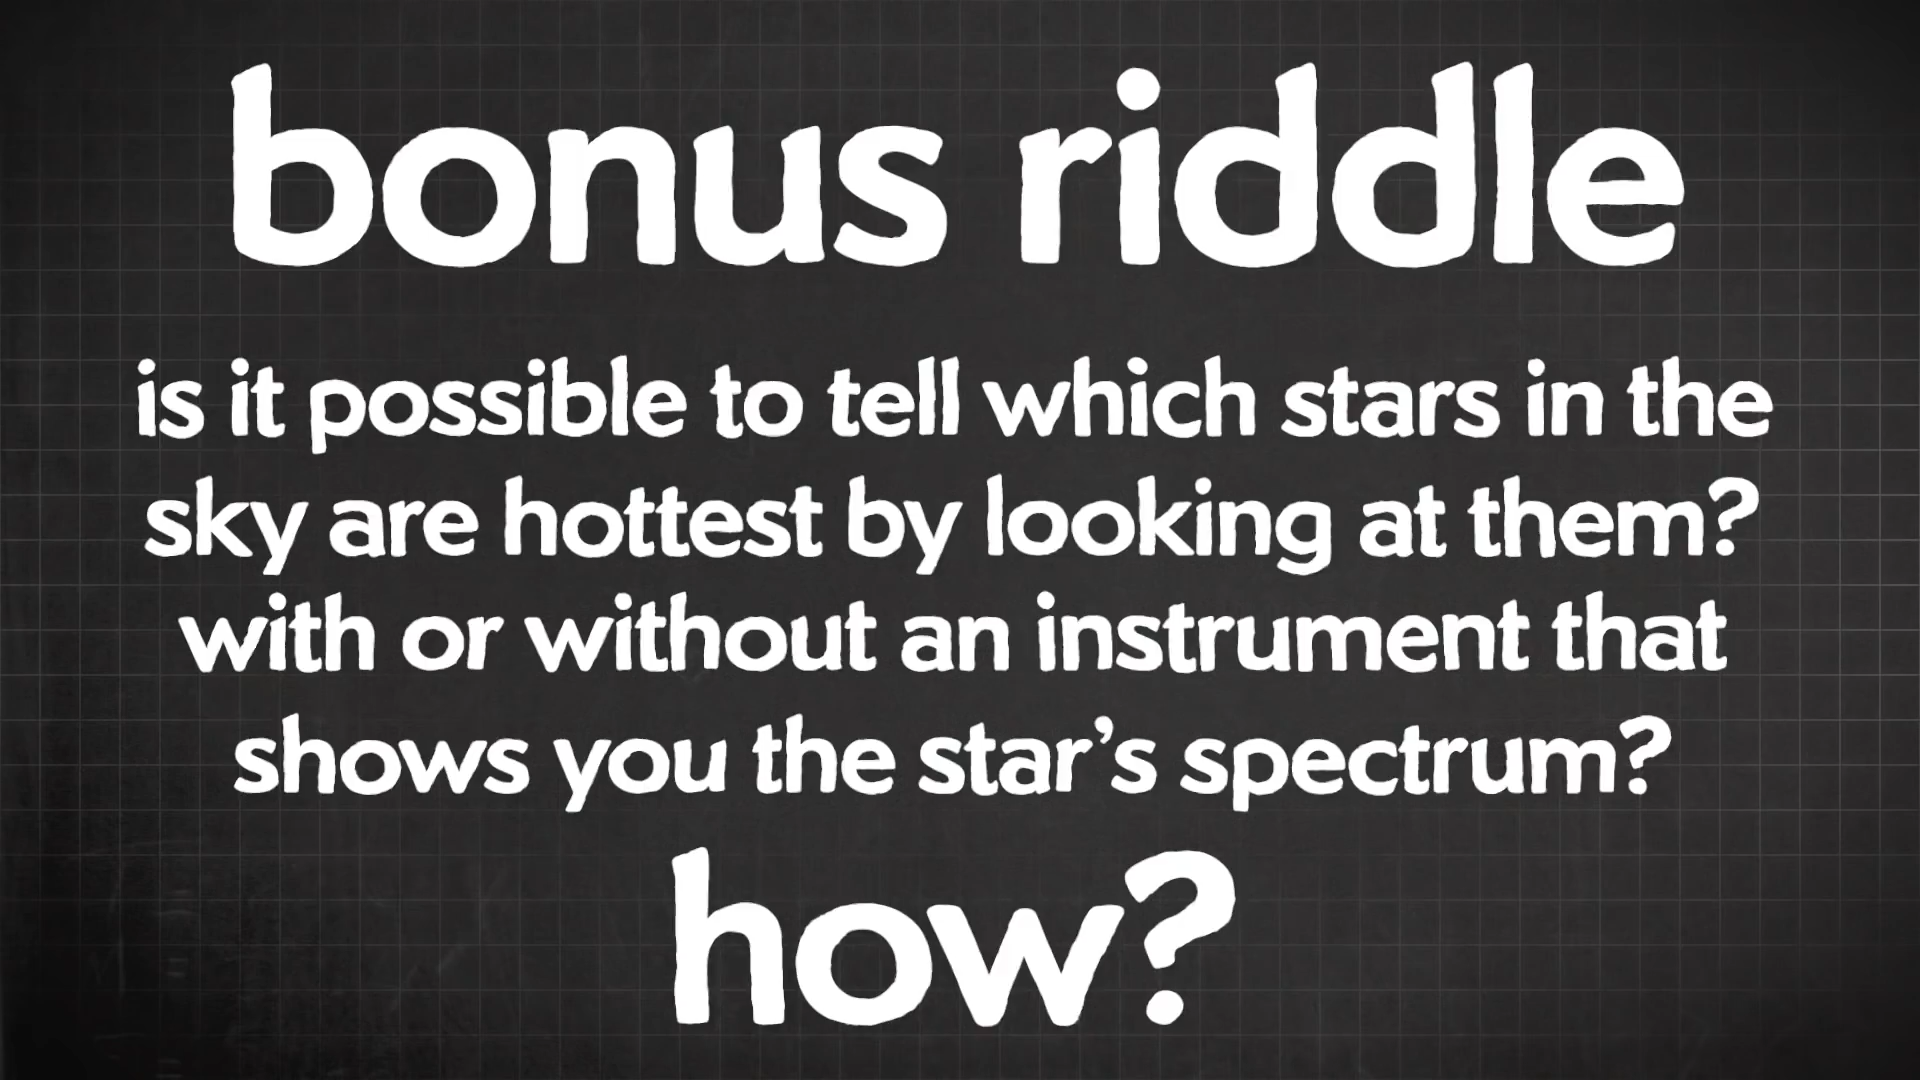 bonus riddle
is it possible to tell which stars in the
sky are hottest by looking at them?
with or without an instrument that
shows you the star’s spectrum?
how?